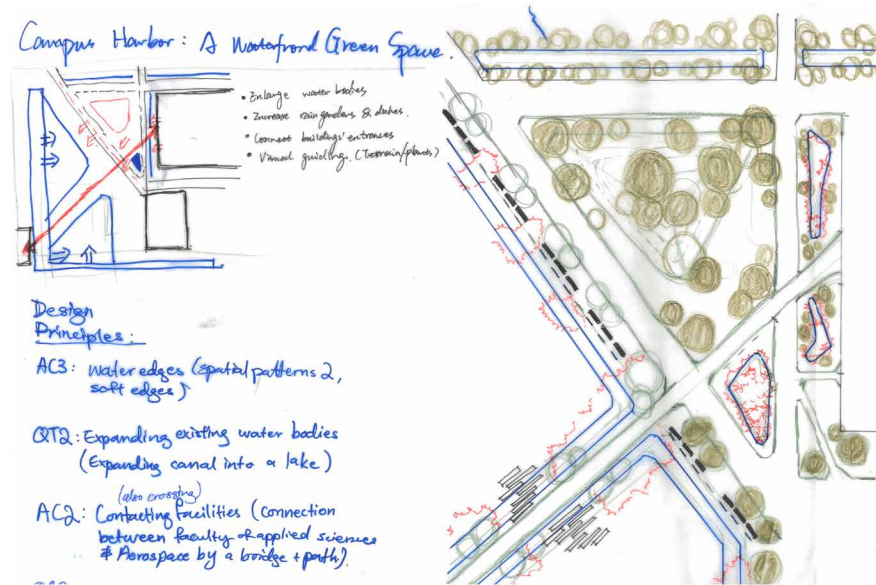 Campus Harbor: A Waterfrond Green Space.
• Enlarge water bodies
• Increase rain gardens & ditches
• Connect buildings' entrances
• Visual guiding. (Terrain/plants)
Design
Principles:
AC3: Water edges (spatial patterns 2,
soft edges)
QT2: Expanding existing water bodies
(Expanding canal into a lake)
(also crossing)
AC2: Contacting facilities (connection
between faculty of applied sciences
& Aerospace by a bridge + path).